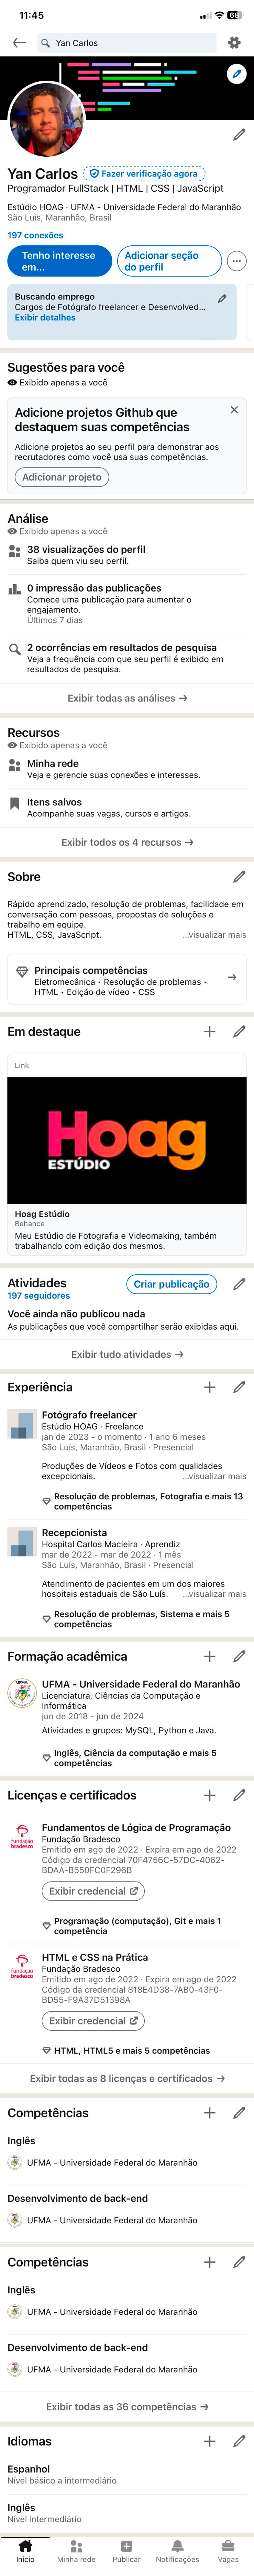 11:45
68
Yan Carlos
Yan Carlos
Fazer verificação agora
Programador FullStack | HTML | CSS | JavaScript
Estúdio HOAG · UFMA - Universidade Federal do Maranhão
São Luís, Maranhão, Brasil
197 conexões
Tenho interesse em...
Adicionar seção do perfil
Buscando emprego
Cargos de Fotógrafo freelancer e Desenvolved...
Exibir detalhes
Sugestões para você
Exibido apenas a você
Adicione projetos Github que
destaquem suas competências
Adicione projetos ao seu perfil para demonstrar aos
recrutadores como você usa suas competências.
Adicionar projeto
Análise
Exibido apenas a você
38 visualizações do perfil
Saiba quem viu seu perfil.
0 impressão das publicações
Comece uma publicação para aumentar o
engajamento.
Últimos 7 dias
2 ocorrências em resultados de pesquisa
Veja a frequência com que seu perfil é exibido em
resultados de pesquisa.
Exibir todas as análises →
Recursos
Exibido apenas a você
Minha rede
Veja e gerencie suas conexões e interesses.
Itens salvos
Acompanhe suas vagas, cursos e artigos.
Exibir todos os 4 recursos →
Sobre
Rápido aprendizado, resolução de problemas, facilidade em
conversação com pessoas, propostas de soluções e
trabalho em equipe.
HTML, CSS, JavaScript. ...visualizar mais
Principais competências
Eletromecânica • Resolução de problemas •
HTML • Edição de vídeo • CSS
Em destaque
Link
Hoag
ESTÚDIO
Hoag Estúdio
Behance
Meu Estúdio de Fotografia e Videomaking, também
trabalhando com edição dos mesmos.
Atividades
Criar publicação
197 seguidores
Você ainda não publicou nada
As publicações que você compartilhar serão exibidas aqui.
Exibir tudo atividades →
Experiência
Fotógrafo freelancer
Estúdio HOAG · Freelance
jan de 2023 - o momento · 1 ano 6 meses
São Luís, Maranhão, Brasil · Presencial
Produções de Vídeos e Fotos com qualidades
excepcionais. ...visualizar mais
Resolução de problemas, Fotografia e mais 13
competências
Recepcionista
Hospital Carlos Macieira · Aprendiz
mar de 2022 - mar de 2022 · 1 mês
São Luís, Maranhão, Brasil · Presencial
Atendimento de pacientes em um dos maiores
hospitais estaduais de São Luís. ...visualizar mais
Resolução de problemas, Sistema e mais 5
competências
Formação acadêmica
UFMA - Universidade Federal do Maranhão
Licenciatura, Ciências da Computação e
Informática
jun de 2018 - jun de 2024
Atividades e grupos: MySQL, Python e Java.
Inglês, Ciência da computação e mais 5
competências
Licenças e certificados
Fundamentos de Lógica de Programação
Fundação Bradesco
fundação
bradesco
Emitido em ago de 2022 · Expira em ago de 2022
Código da credencial 70F4756C-57DC-4062-
BDAA-B550FC0F296B
Exibir credencial
Programação (computação), Git e mais 1
competência
HTML e CSS na Prática
Fundação Bradesco
fundação
bradesco
Emitido em ago de 2022 · Expira em ago de 2022
Código da credencial 818E4D38-7AB0-43F0-
BD55-F9A37D51398A
Exibir credencial
HTML, HTML5 e mais 5 competências
Exibir todas as 8 licenças e certificados →
Competências
Inglês
UFMA - Universidade Federal do Maranhão
Desenvolvimento de back-end
UFMA - Universidade Federal do Maranhão
Competências
Inglês
UFMA - Universidade Federal do Maranhão
Desenvolvimento de back-end
UFMA - Universidade Federal do Maranhão
Exibir todas as 36 competências →
Idiomas
Espanhol
Nível básico a intermediário
Inglês
Nível intermediário
Início Minha rede Publicar Notificações Vagas